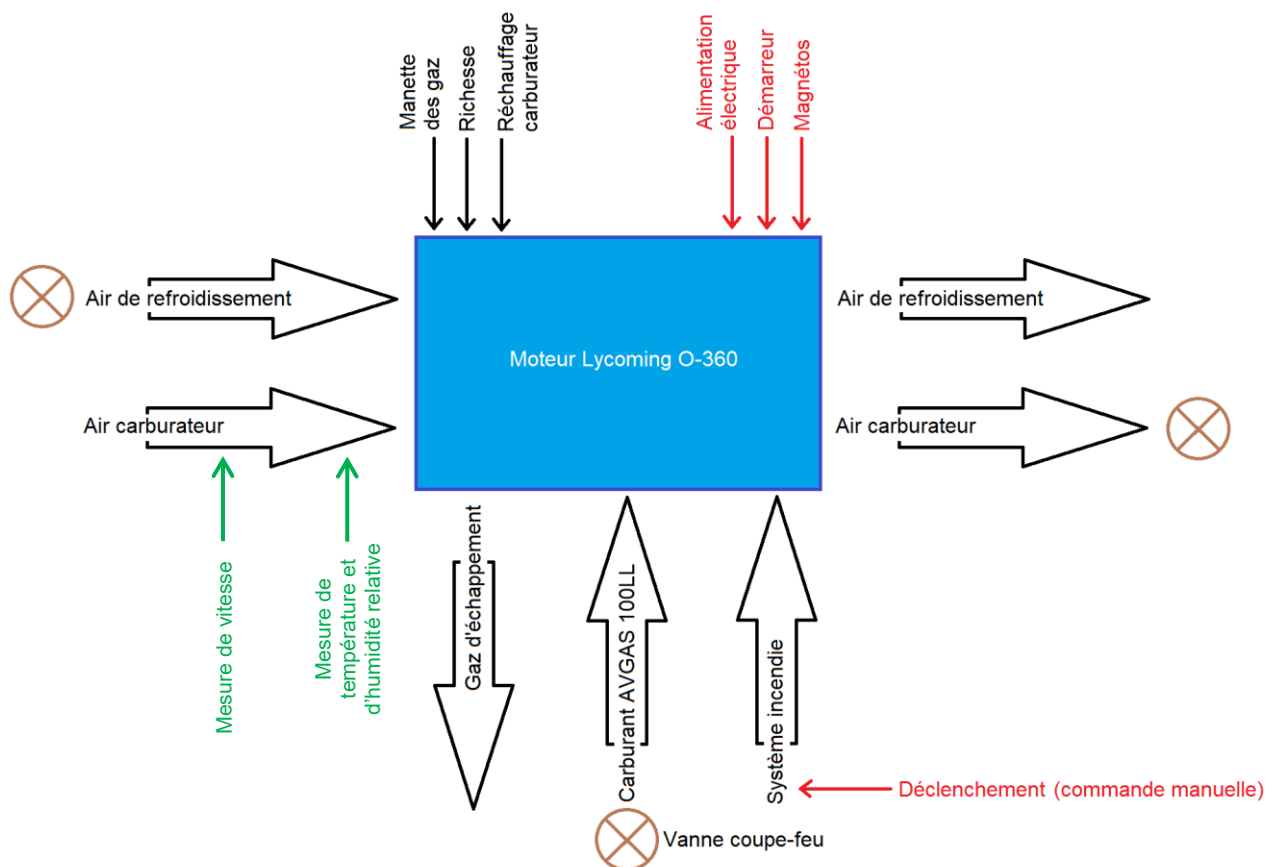 Manette
des gaz
Richesse
Réchauffage
carburateur
Alimentation
électrique
Démarreur
Magnétos
Air de refroidissement
Air de refroidissement
Moteur Lycoming O-360
Air carburateur
Air carburateur
Mesure de vitesse
Mesure de
température et
d'humidité relative
Gaz d'échappement
Carburant AVGAS 100LL
Système incendie
Déclenchement (commande manuelle)
Vanne coupe-feu